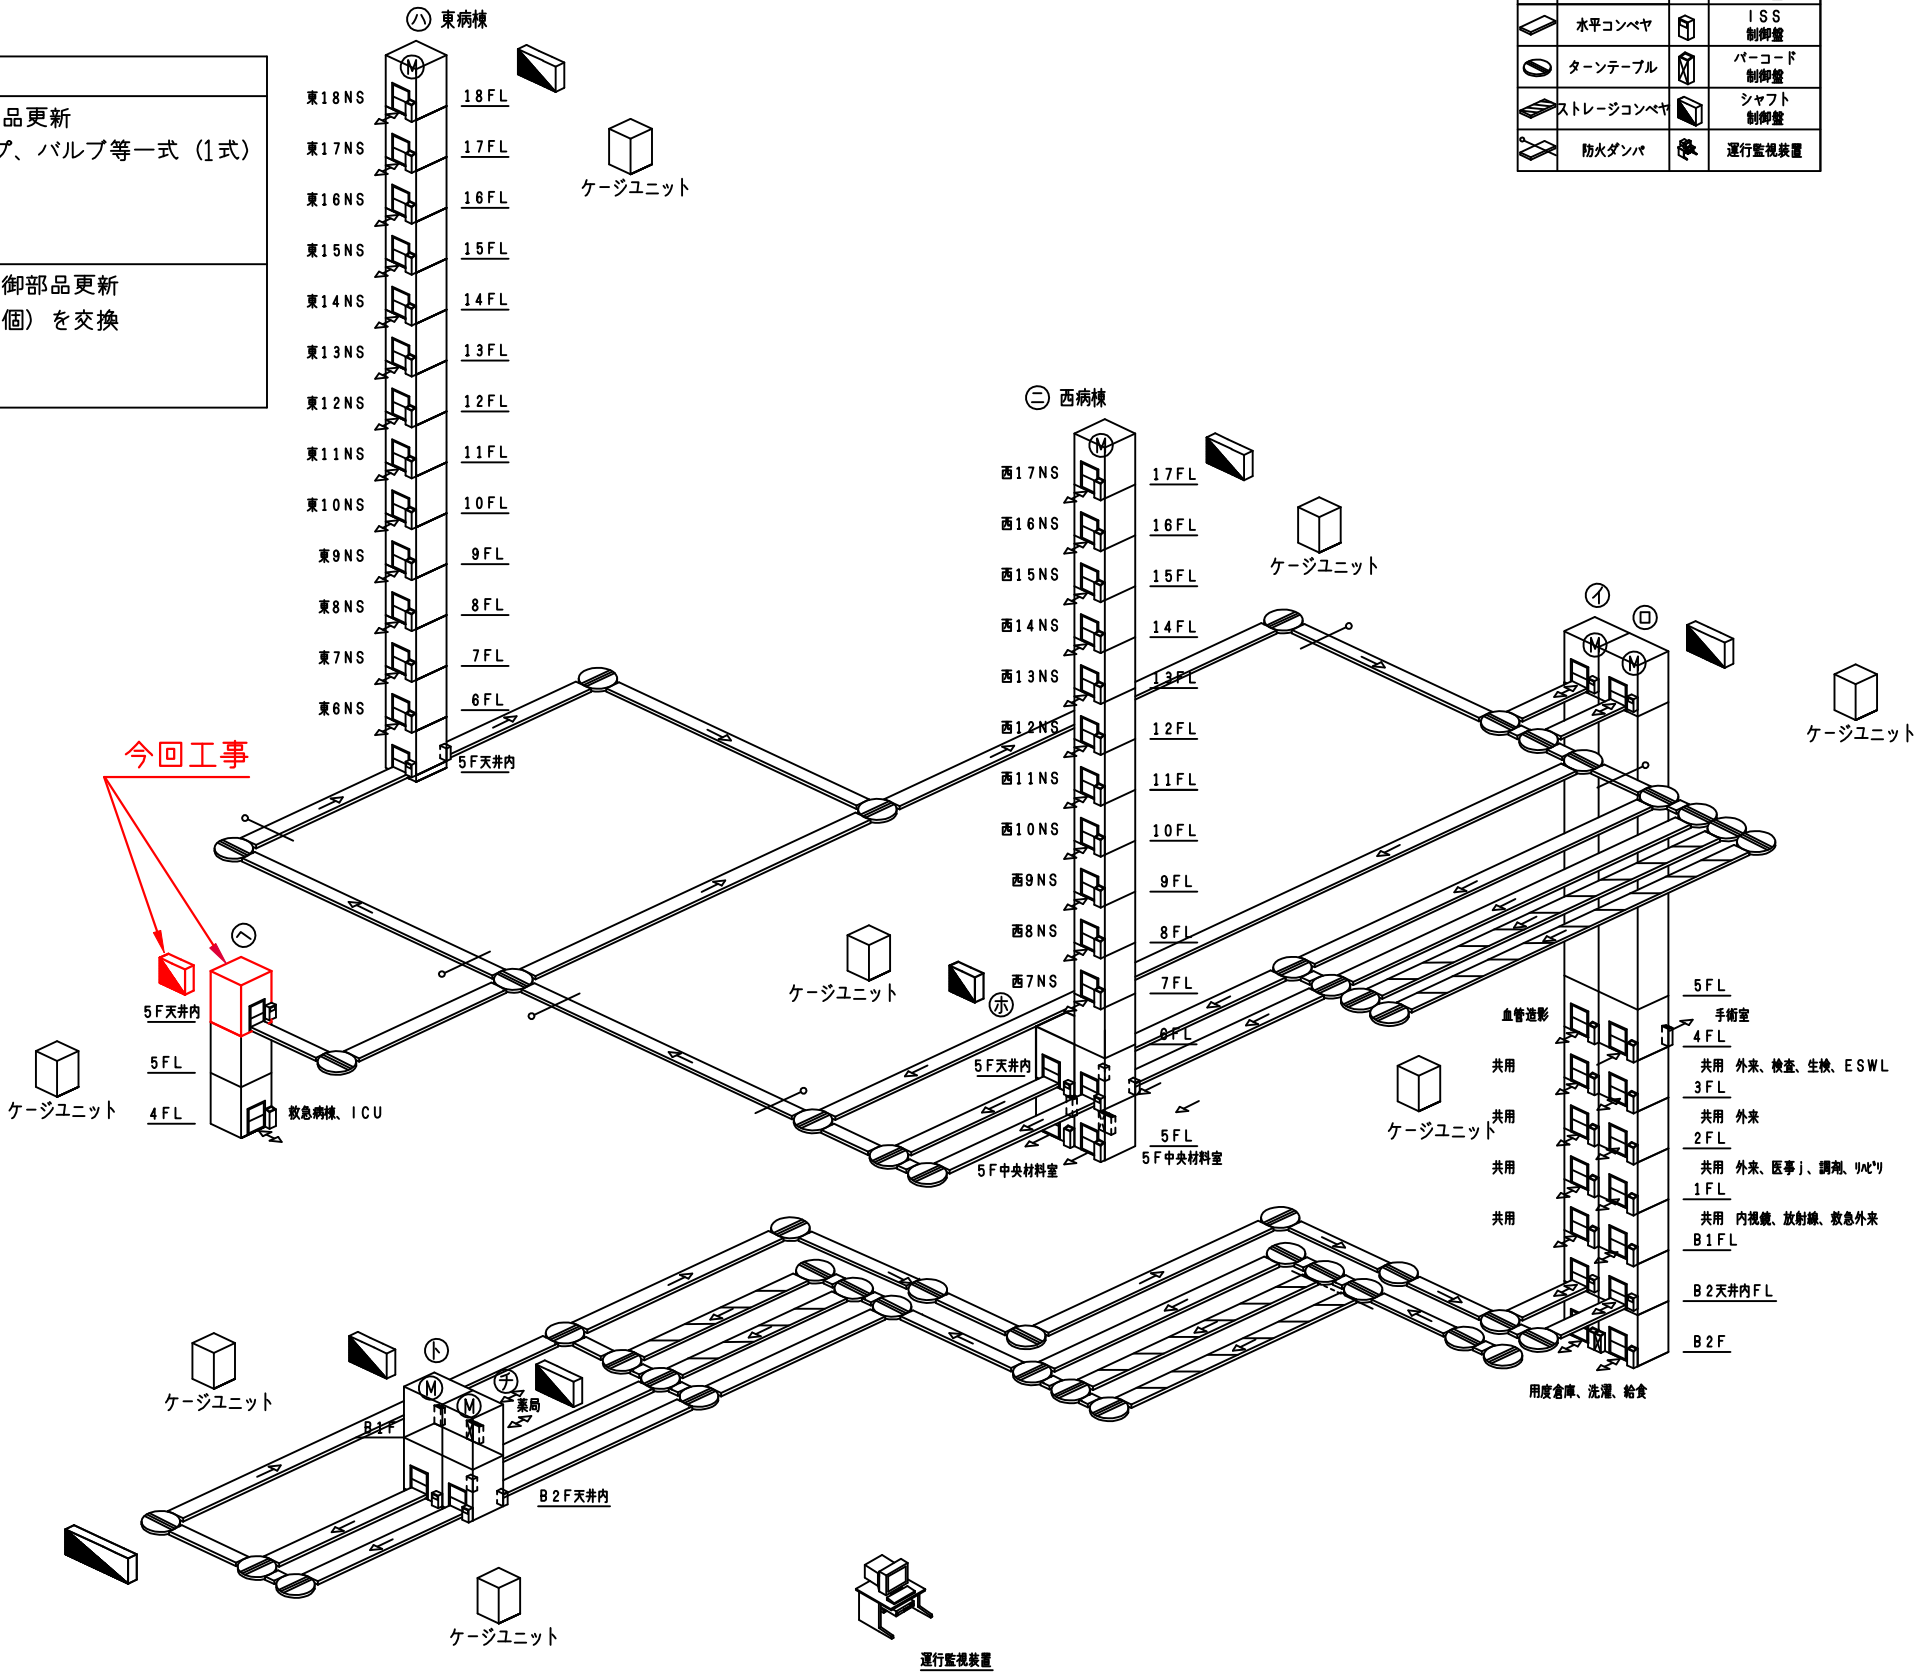 ハ 東病棟
水平コンベヤ
ISS
制御盤
ターンテーブル
バーコード
制御盤
ストレージコンベヤ
シャフト
制御盤
防火ダンパ
運行監視装置
品更新
プ、バルブ等一式（1式）
御部品更新
個）を交換
M
東18NS 18FL
東17NS 17FL
東16NS 16FL
東15NS 15FL
東14NS 14FL
東13NS 13FL
東12NS 12FL
東11NS 11FL
東10NS 10FL
東9NS 9FL
東8NS 8FL
東7NS 7FL
東6NS 6FL
5F天井内
ケージユニット
ニ 西病棟
M
西17NS 17FL
西16NS 16FL
西15NS 15FL
西14NS 14FL
西13NS 13FL
西12NS 12FL
西11NS 11FL
西10NS 10FL
西9NS 9FL
西8NS 8FL
西7NS 7FL
6FL
5F天井内
5FL
5F中央材料室
5F中央材料室
ケージユニット
ホ
ケージユニット
イ
ロ
M
M
ケージユニット
今回工事
ヘ
5F天井内
5FL
4FL
救急病棟、ICU
ケージユニット
5FL
血管造影
手術室
4FL
共用
共用 外来、検査、生検、ESWL
3FL
共用
共用 外来
2FL
共用
共用 外来、医事j、調剤、リハビリ
1FL
共用
共用 内視鏡、放射線、救急外来
B1FL
B2天井内FL
B2F
用度倉庫、洗濯、給食
ケージユニット
ト
チ
M
M
薬局
B1F
B2F天井内
ケージユニット
ケージユニット
運行監視装置